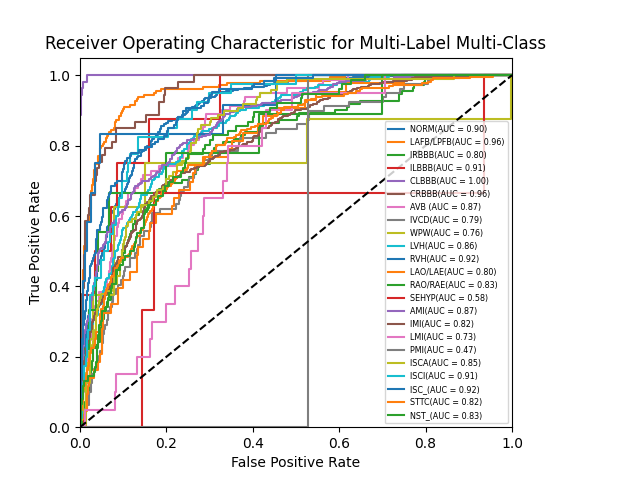 Receiver Operating Characteristic for Multi-Label Multi-Class
True Positive Rate
1.0
0.8
0.6
0.4
0.2
0.0
NORM(AUC = 0.90)
LAFB/LPFB(AUC = 0.96)
IRBBB(AUC = 0.80)
ILBBB(AUC = 0.91)
CLBBB(AUC = 1.00)
CRBBB(AUC = 0.96)
AVB (AUC = 0.87)
IVCD(AUC = 0.79)
WPW(AUC = 0.76)
LVH(AUC = 0.86)
RVH(AUC = 0.92)
LAO/LAE(AUC = 0.80)
RAO/RAE(AUC = 0.83)
SEHYP(AUC = 0.58)
AMI(AUC = 0.87)
IMI(AUC = 0.82)
LMI(AUC = 0.73)
PMI(AUC = 0.47)
ISCA(AUC = 0.85)
ISCI(AUC = 0.91)
ISC_(AUC = 0.92)
STTC(AUC = 0.82)
NST_(AUC = 0.83)
0.0 0.2 0.4 0.6 0.8 1.0
False Positive Rate